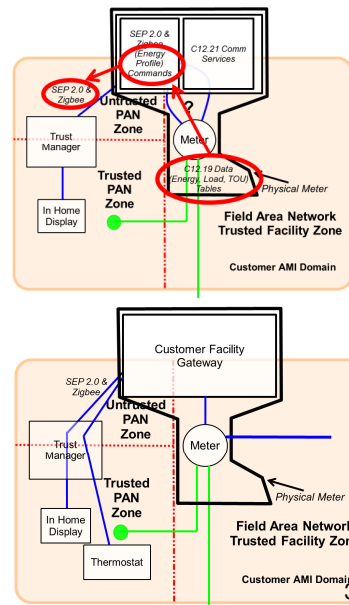 SEP 2.0 &
Zigbee
(Energy
Profile)
Commands
C12.21 Comm
Services
SEP 2.0 &
Zigbee
Untrusted
PAN
Zone
?
Trust
Manager
Meter
Trusted
PAN
Zone
C12.19 Data
(Energy, Load, TOU)
Tables
Physical Meter
In Home
Display
Field Area Network
Trusted Facility Zone
Customer AMI Domain
Customer Facility
Gateway
SEP 2.0 &
Zigbee
Untrusted
PAN
Zone
Trust
Manager
Meter
Trusted
PAN
Zone
Physical Meter
In Home
Display
Thermostat
Field Area Network
Trusted Facility Zon
Customer AMI Domai